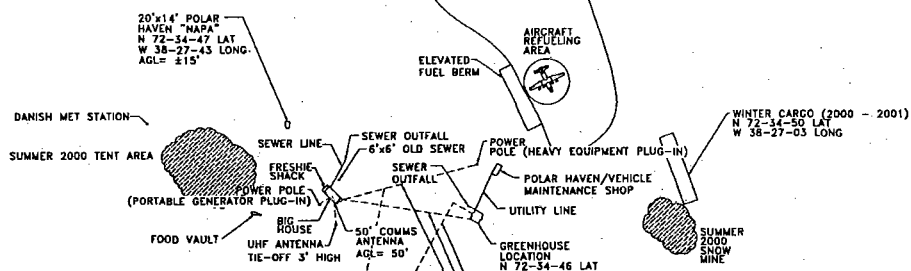 20'x14' POLAR
HAVEN "NAPA"
N 72-34-47 LAT
W 38-27-43 LONG.
AGL= ±15'
AIRCRAFT
REFUELING
AREA
ELEVATED
FUEL BERM
DANISH MET STATION
SUMMER 2000 TENT AREA
SEWER LINE
SEWER OUTFALL
6'x6' OLD SEWER
FRESHIE
SHACK
POWER POLE
(PORTABLE GENERATOR PLUG-IN)
FOOD VAULT
BIG
HOUSE
UHF ANTENNA
TIE-OFF 3' HIGH
50' COMMS
ANTENNA
AGL= 50'
SEWER
OUTFALL
POWER
POLE (HEAVY EQUIPMENT PLUG-IN)
POLAR HAVEN/VEHICLE
MAINTENANCE SHOP
UTILITY LINE
GREENHOUSE
LOCATION
N 72-34-46 LAT
WINTER CARGO (2000 - 2001)
N 72-34-50 LAT
W 38-27-03 LONG
SUMMER
2000
SNOW
MINE